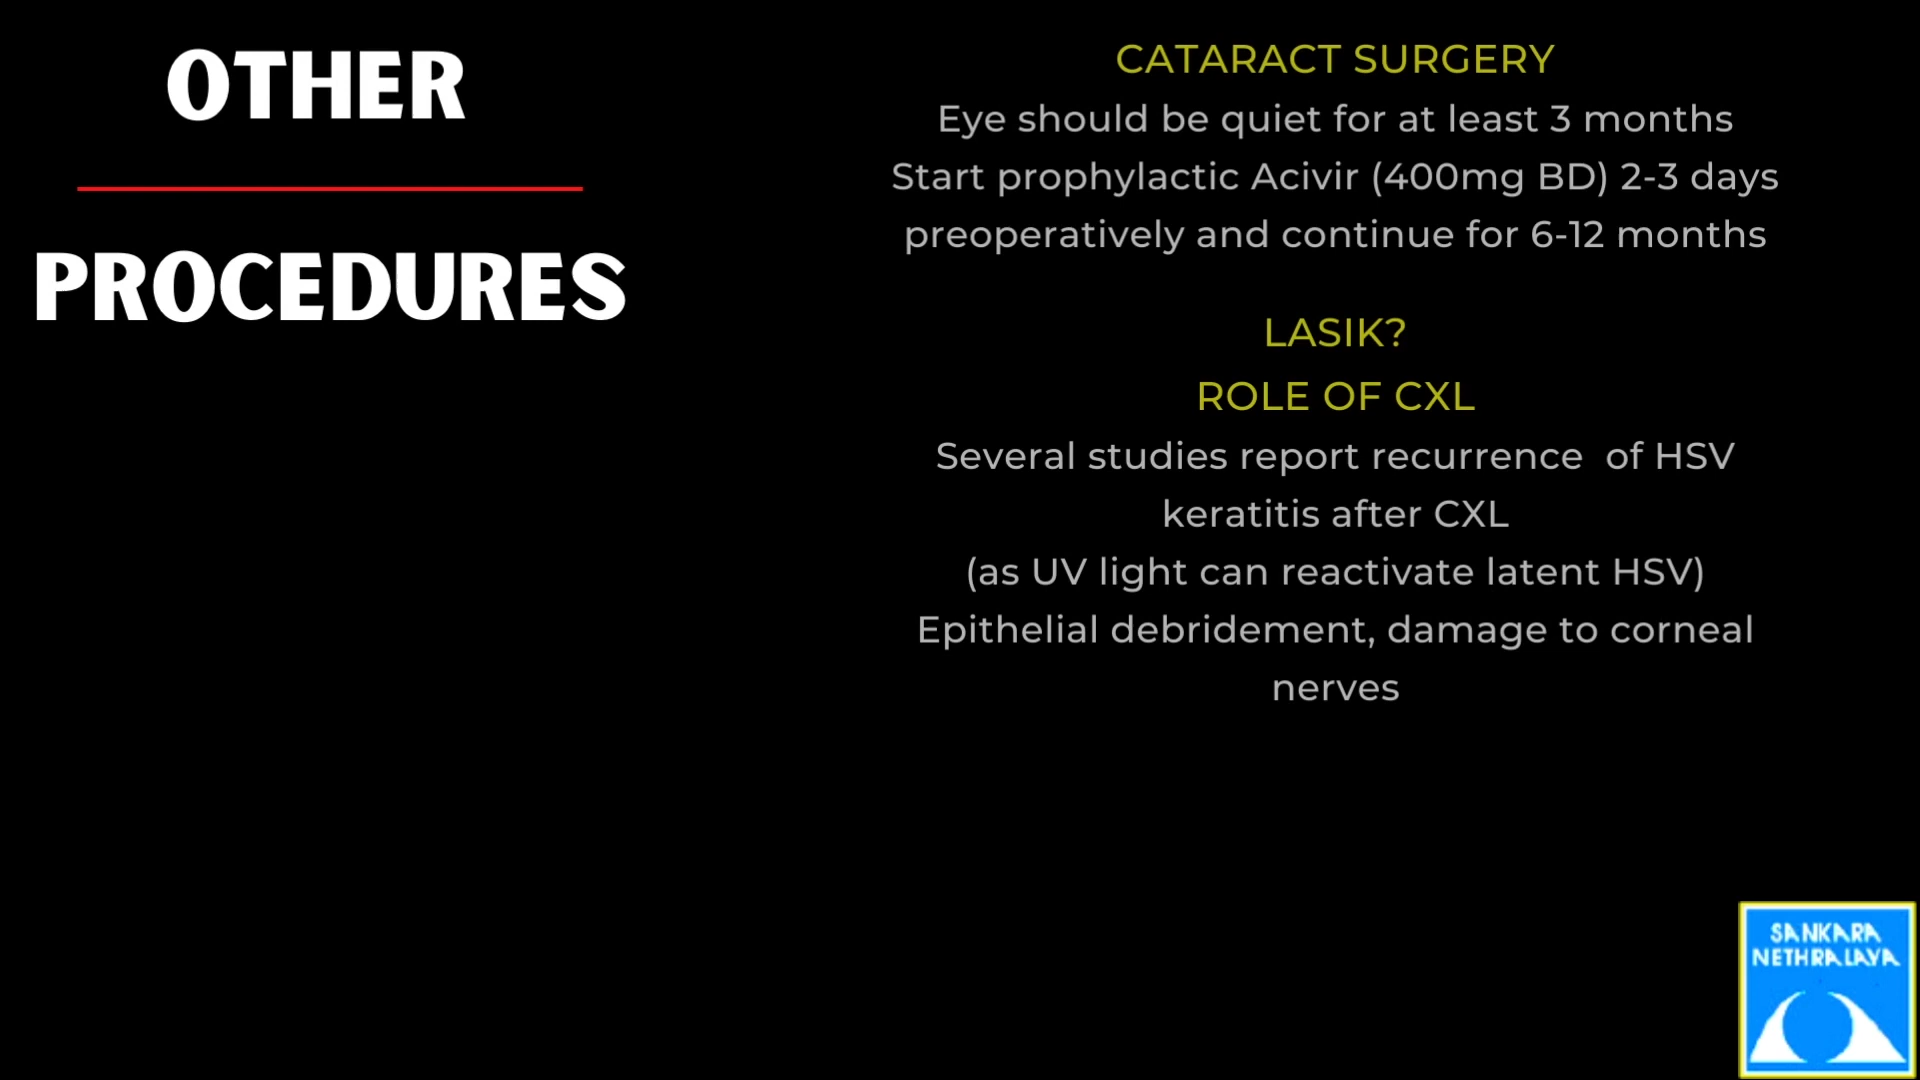 OTHER
PROCEDURES
CATARACT SURGERY
Eye should be quiet for at least 3 months
Start prophylactic Acivir (400mg BD) 2-3 days
preoperatively and continue for 6-12 months
LASIK?
ROLE OF CXL
Several studies report recurrence of HSV
keratitis after CXL
(as UV light can reactivate latent HSV)
Epithelial debridement, damage to corneal
nerves
SANKARA
NETHRALAYA